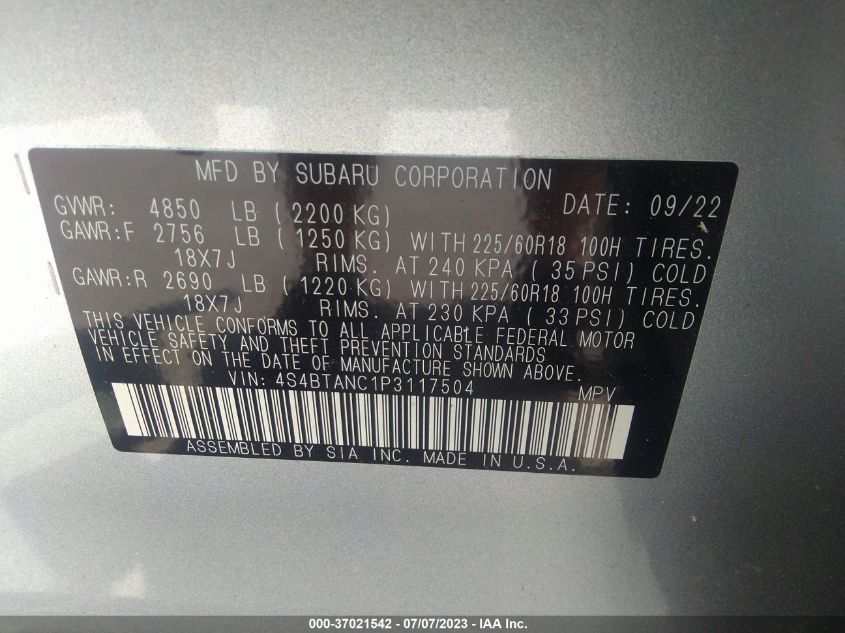 MFD BY SUBARU CORPORATION
GVWR: 4850 LB ( 2200 KG) DATE: 09/22
GAWR:F 2756 LB ( 1250 KG) WITH 225/60R18 100H TIRES.
18X7J RIMS. AT 240 KPA ( 35 PSI) COLD
GAWR:R 2690 LB ( 1220 KG) WITH 225/60R18 100H TIRES.
18X7J RIMS. AT 230 KPA ( 33 PSI) COLD
THIS VEHICLE CONFORMS TO ALL APPLICABLE FEDERAL MOTOR
VEHICLE SAFETY AND THEFT PREVENTION STANDARDS
IN EFFECT ON THE DATE OF MANUFACTURE SHOWN ABOVE.
VIN: 4S4BTANC1P3117504 MPV
ASSEMBLED BY SIA INC. MADE IN U.S.A.
000-37021542 - 07/07/2023 - IAA Inc.